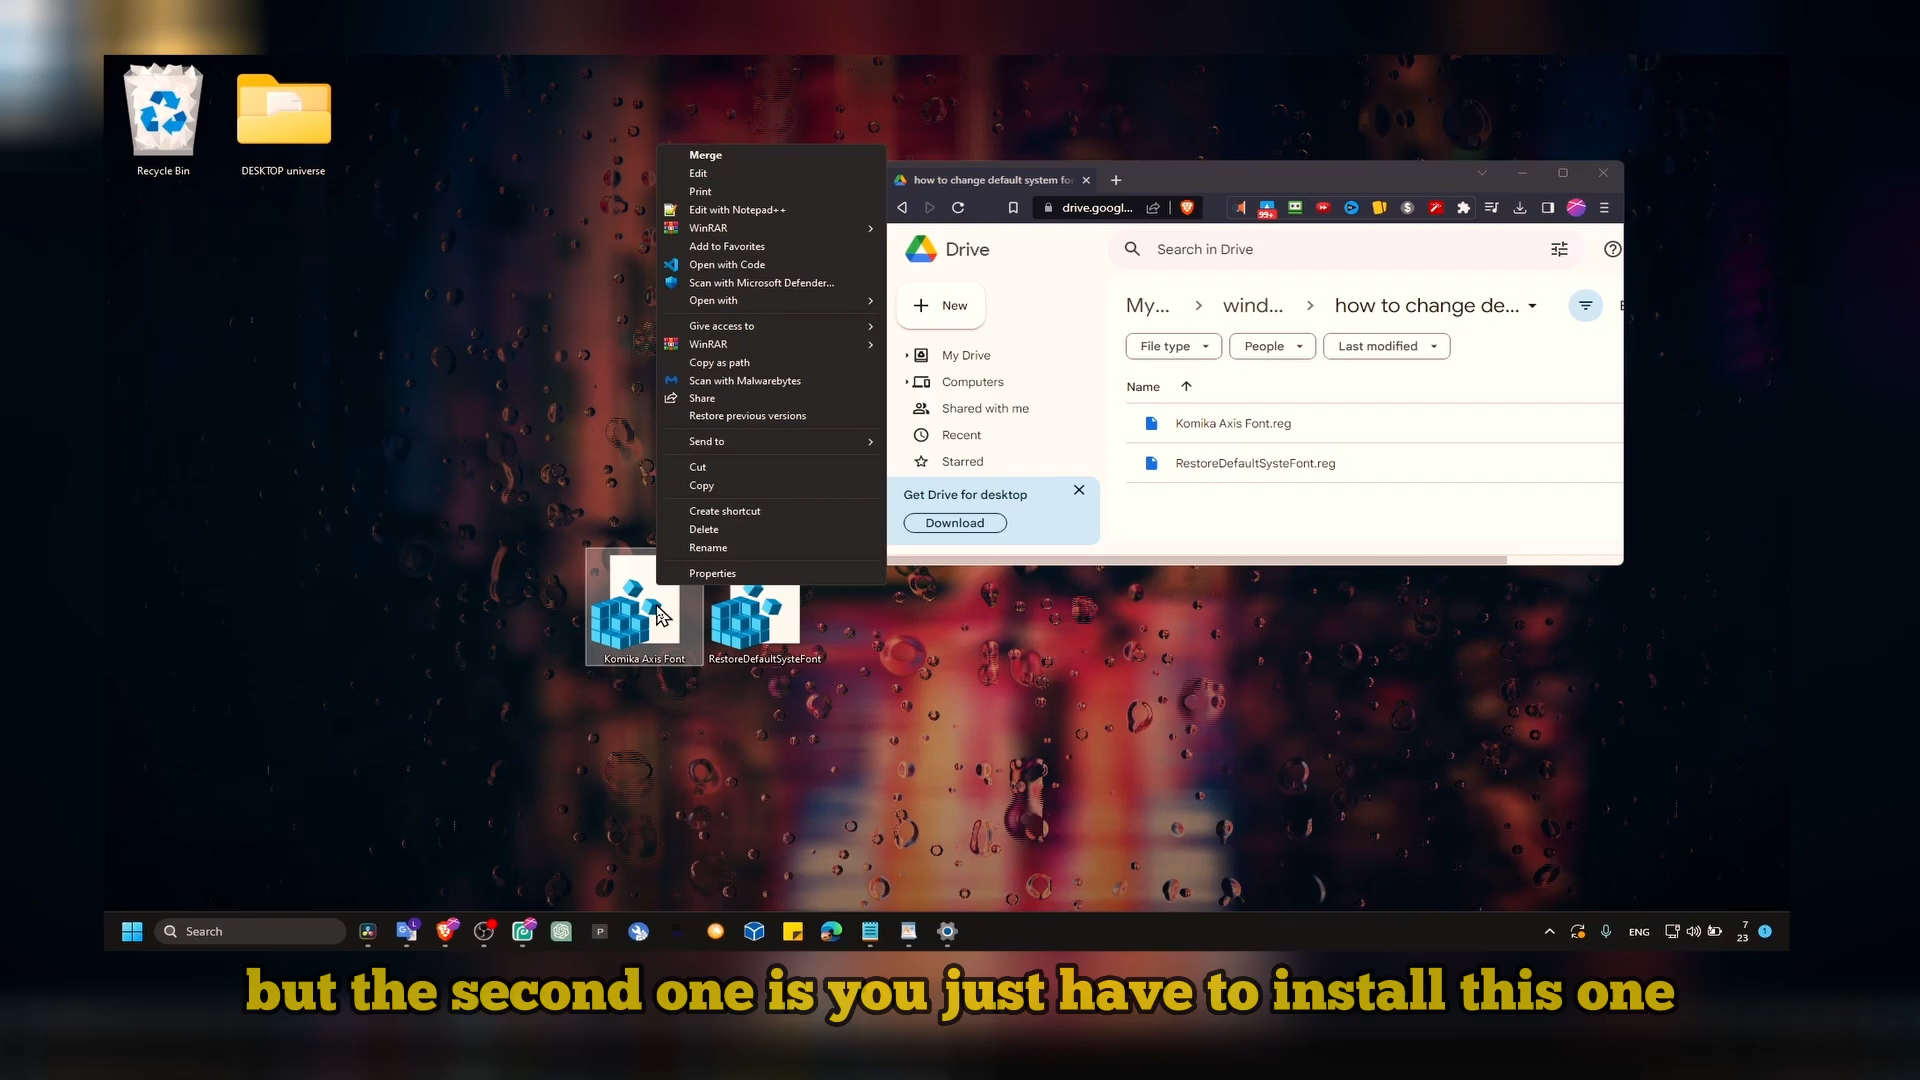 Recycle Bin
DESKTOP universe
Merge
Edit
Print
Edit with Notepad++
WinRAR
Add to Favorites
Open with Code
Scan with Microsoft Defender...
Open with
Give access to
WinRAR
Copy as path
Scan with Malwarebytes
Share
Restore previous versions
Send to
Cut
Copy
Create shortcut
Delete
Rename
Properties
Komika Axis Font
RestoreDefaultSysteFont
how to change default system fo
drive.googl...
99+
Drive
Search in Drive
New
My Drive
Computers
Shared with me
Recent
Starred
Get Drive for desktop
Download
My...
wind...
how to change de...
File type
People
Last modified
Name
Komika Axis Font.reg
RestoreDefaultSysteFont.reg
Search
L
P
ENG
7
23
1
but the second one is you just have to install this one